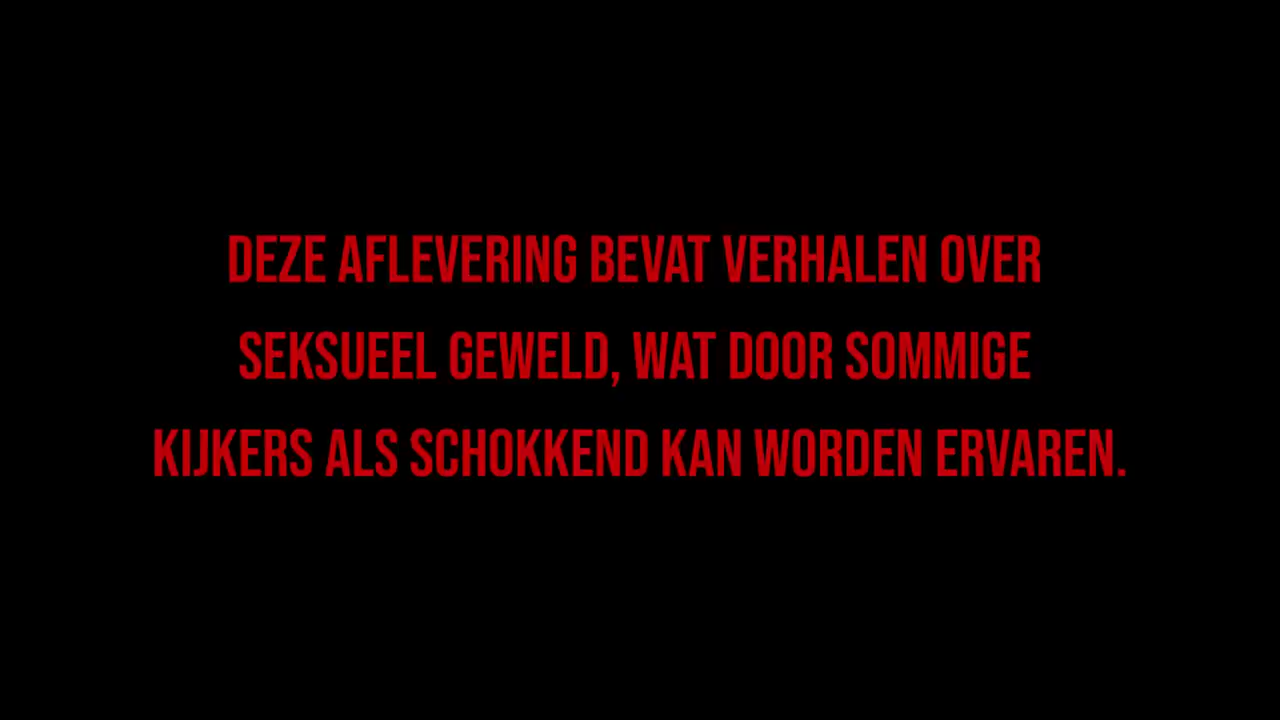 DEZE AFLEVERING BEVAT VERHALEN OVER
SEKSUEEL GEWELD, WAT DOOR SOMMIGE
KIJKERS ALS SCHOKKEND KAN WORDEN ERVAREN.